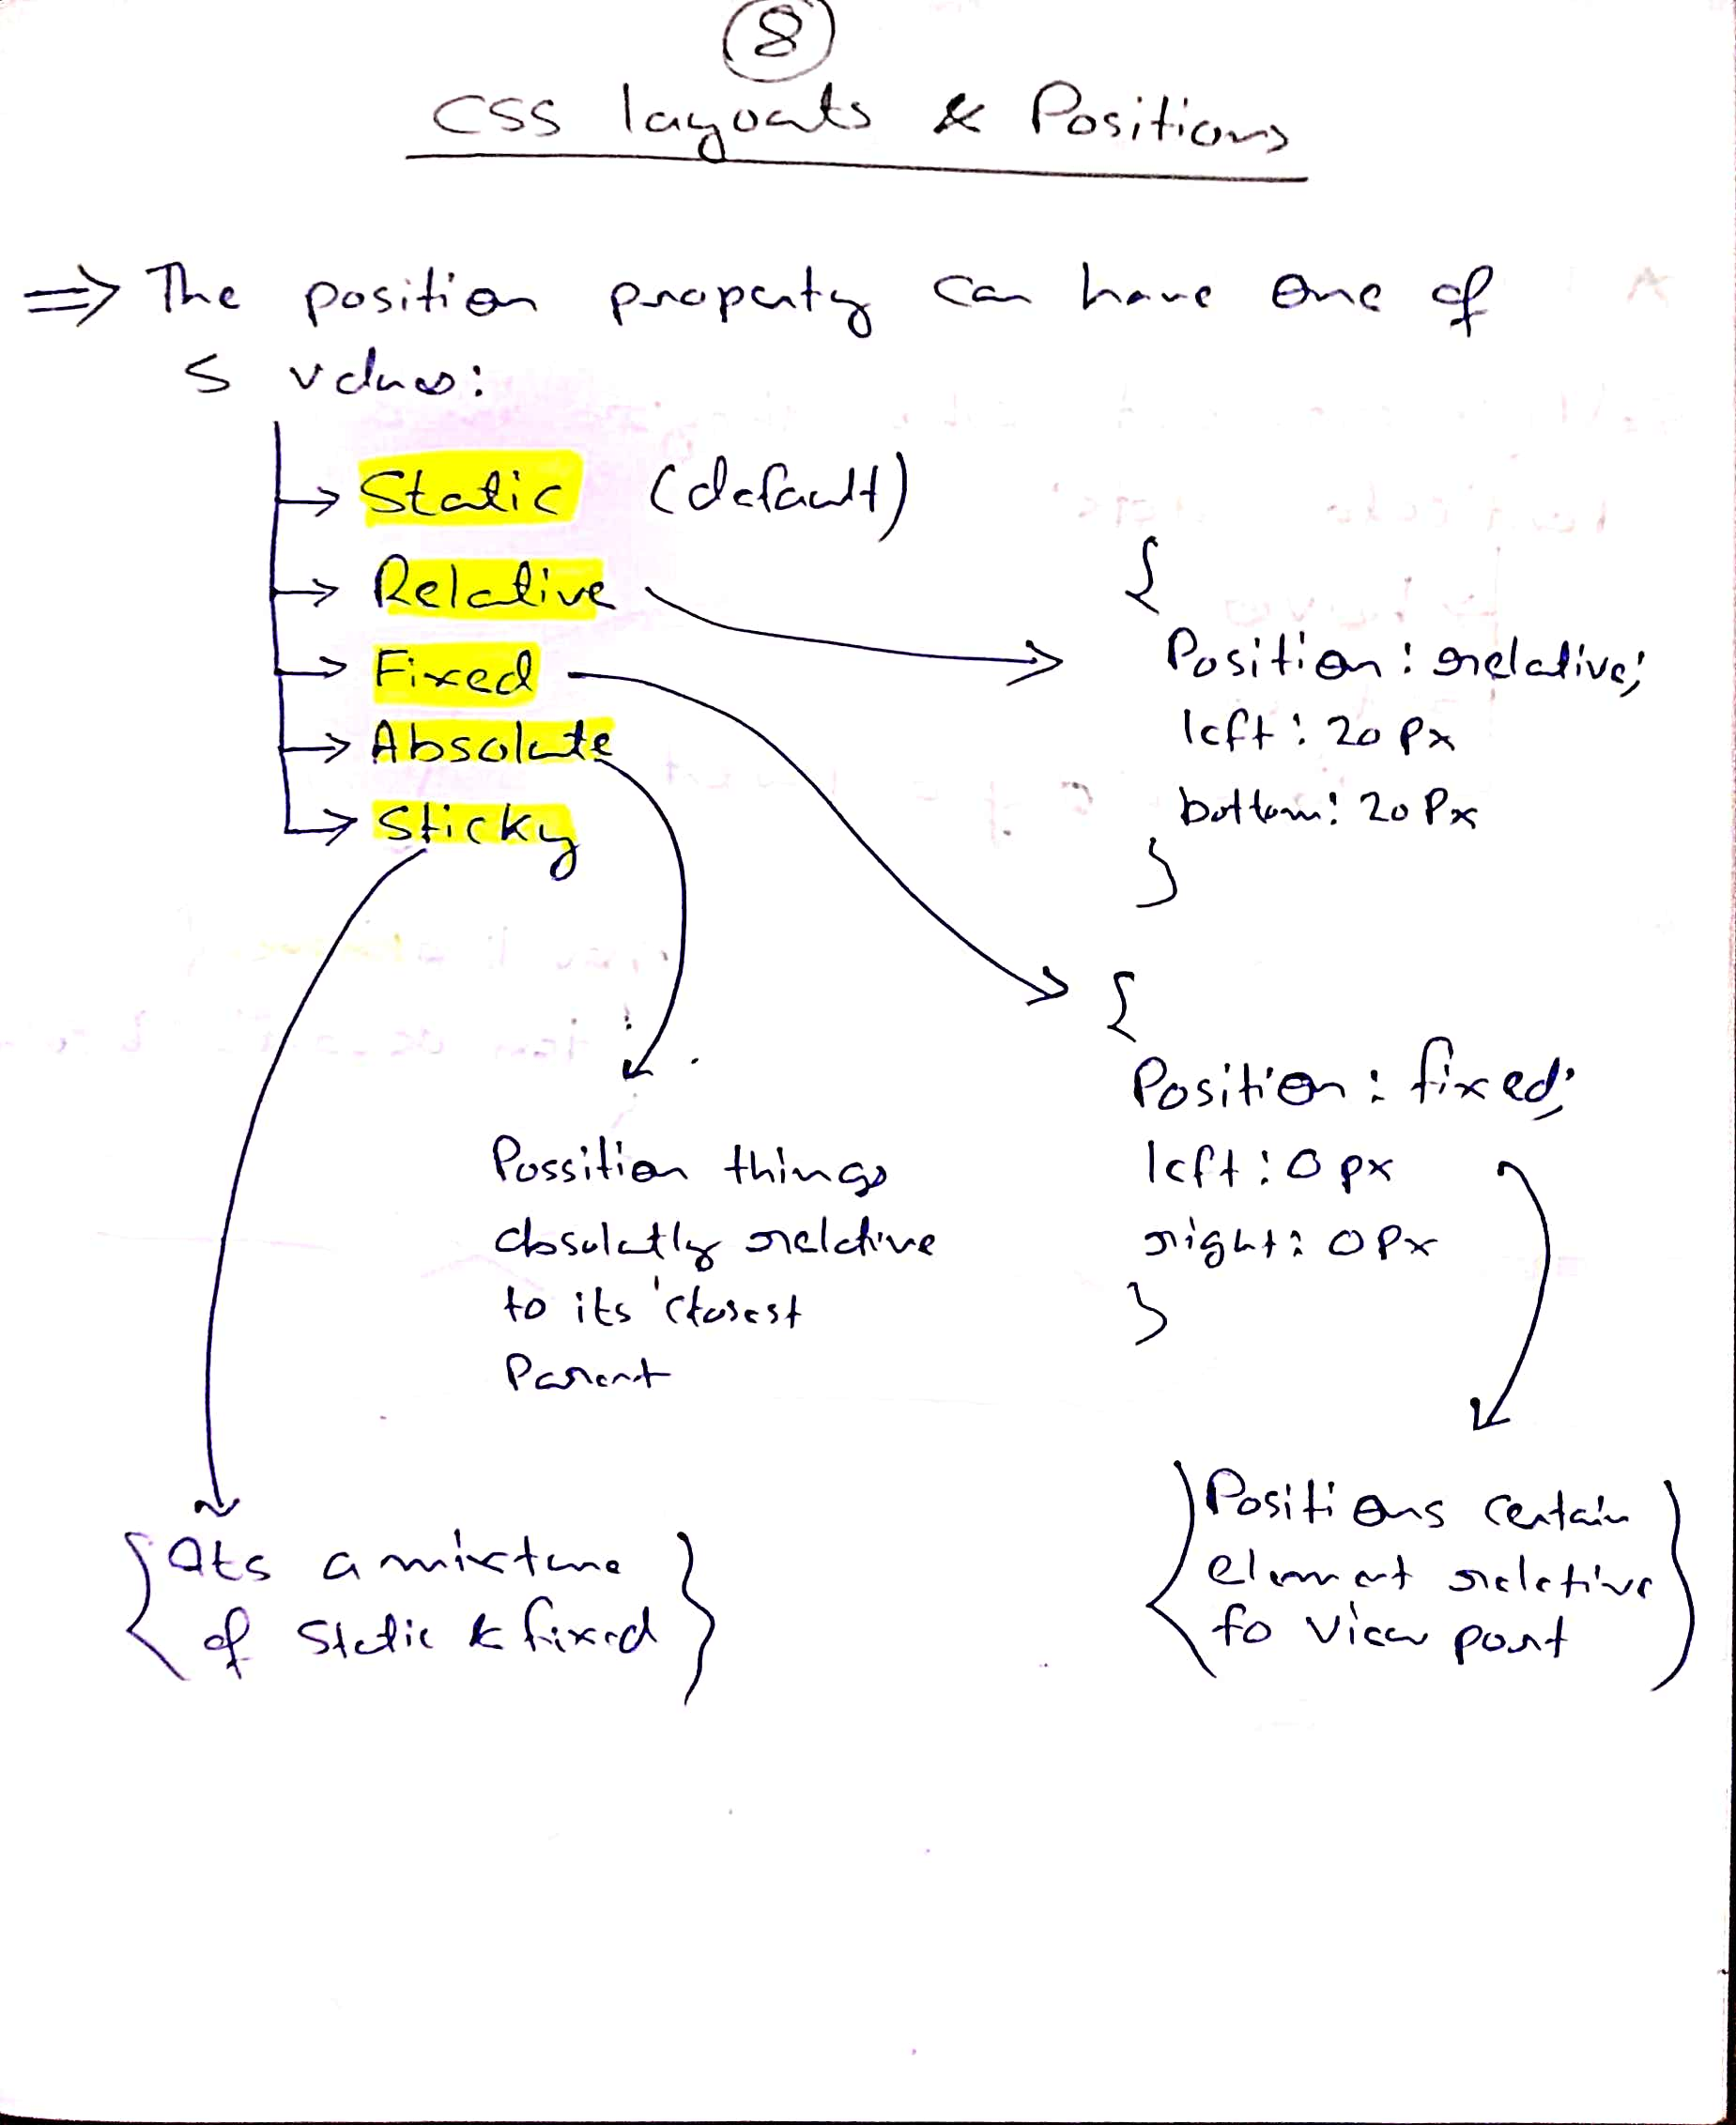 8
CSS layouts & Positions
⇒ The position property can have one of
5 values:
→ Static (default)
→ Relative
→ Fixed
→ Absolute
→ Sticky
{
Position : relative;
left : 20 px
bottom : 20 Px
}
{
Position : fixed;
left : 0 px
right : 0 Px
}
Possition things
absolutly relative
to its closest
Parent
{ Its a mixture
of static & fixed }
{ Positions certain
element relative
to view port }